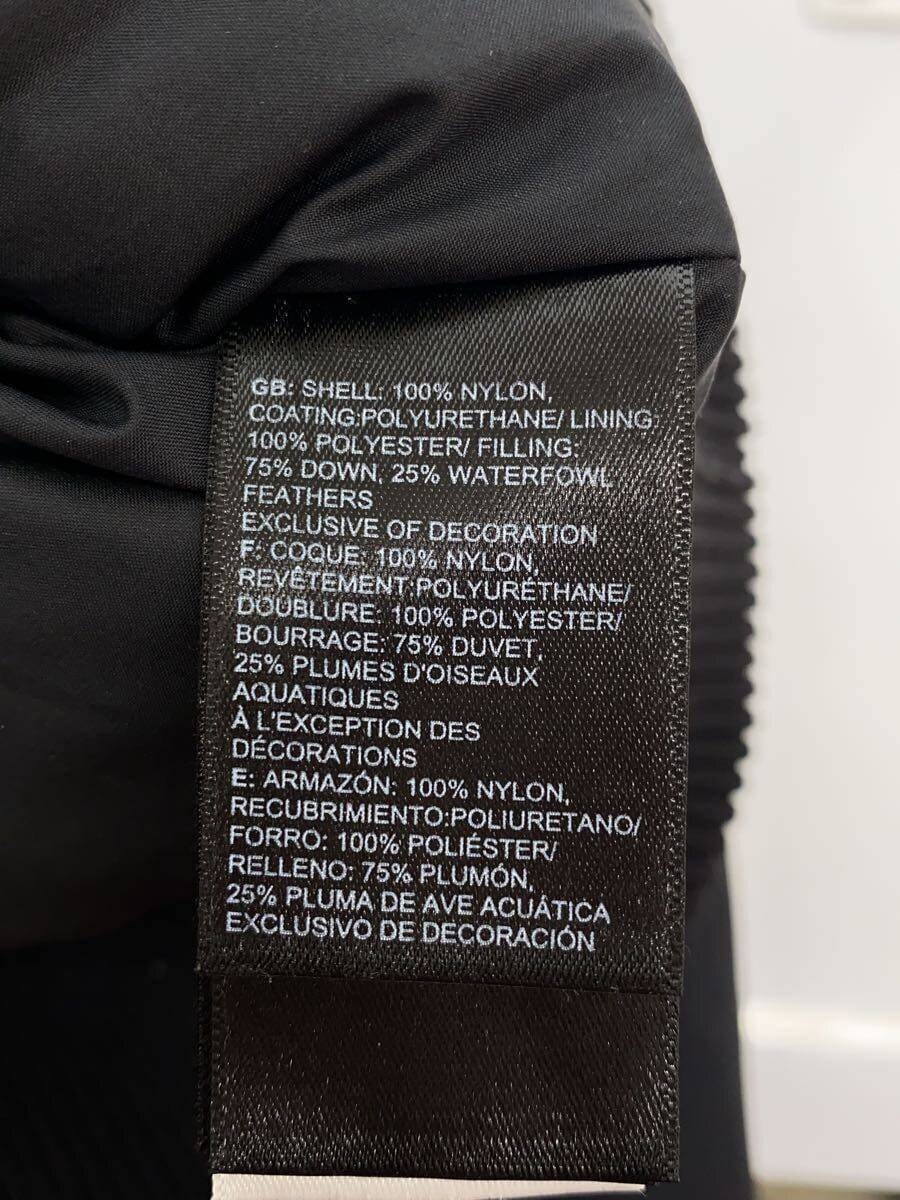 GB: SHELL: 100% NYLON,
COATING:POLYURETHANE/ LINING:
100% POLYESTER/ FILLING:
75% DOWN, 25% WATERFOWL
FEATHERS
EXCLUSIVE OF DECORATION
F: COQUE: 100% NYLON,
REVÊTEMENT:POLYURÉTHANE/
DOUBLURE: 100% POLYESTER/
BOURRAGE: 75% DUVET,
25% PLUMES D'OISEAUX
AQUATIQUES
À L'EXCEPTION DES
DÉCORATIONS
E: ARMAZÓN: 100% NYLON,
RECUBRIMIENTO:POLIURETANO/
FORRO: 100% POLIÉSTER/
RELLENO: 75% PLUMÓN,
25% PLUMA DE AVE ACUÁTICA
EXCLUSIVO DE DECORACIÓN